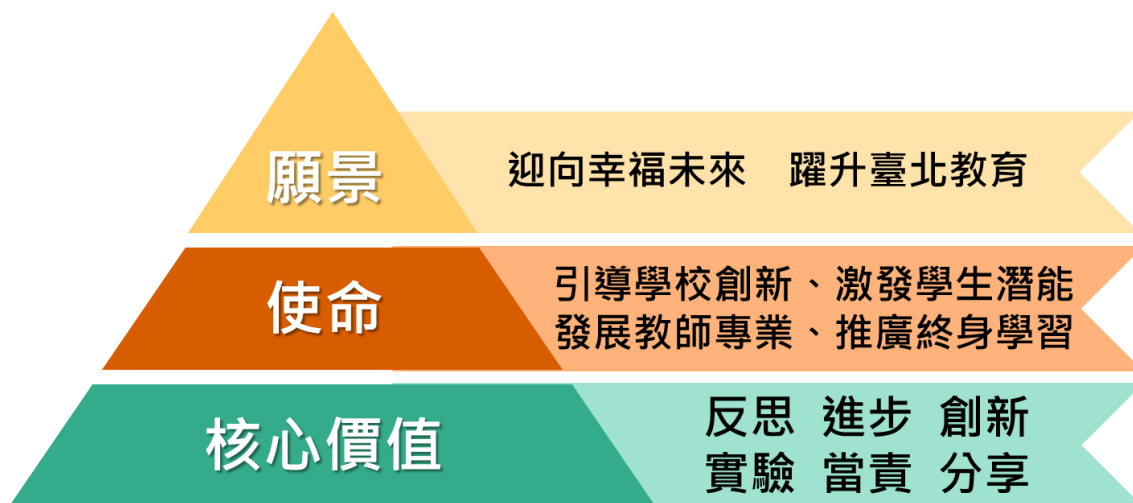 願景
迎向幸福未來　躍升臺北教育
使命
引導學校創新、激發學生潛能
發展教師專業、推廣終身學習
核心價值
反思 進步 創新
實驗 當責 分享